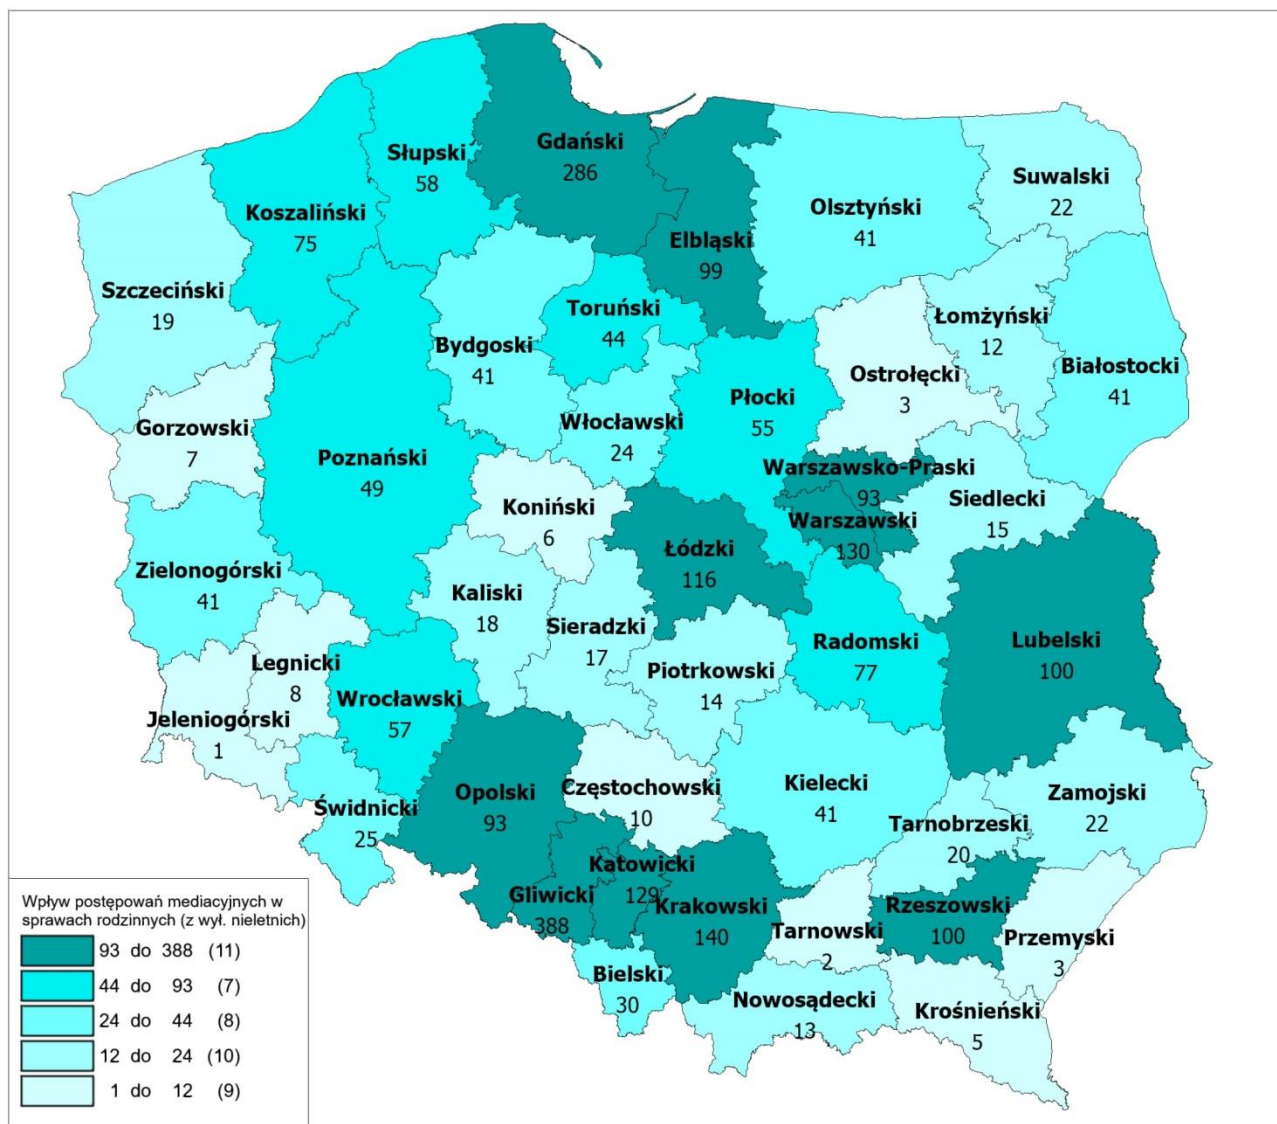 Gdański
286
Słupski
58
Suwalski
22
Koszaliński
75
Olsztyński
41
Elbląski
99
Szczeciński
19
Toruński
44
Łomżyński
12
Bydgoski
41
Białostocki
41
Ostrołęcki
3
Płocki
55
Gorzowski
7
Włocławski
24
Poznański
49
Warszawsko-Praski
93
Siedlecki
15
Koniński
6
Warszawski
130
Łódzki
116
Zielonogórski
41
Kaliski
18
Sieradzki
17
Radomski
77
Lubelski
100
Legnicki
8
Piotrkowski
14
Wrocławski
57
Jeleniogórski
1
Kielecki
41
Częstochowski
10
Opolski
93
Zamojski
22
Świdnicki
25
Tarnobrzeski
20
Katowicki
129
Gliwicki
388
Krakowski
140
Rzeszowski
100
Tarnowski
2
Przemyski
3
Bielski
30
Nowosądecki
13
Krośnieński
5
Wpływ postępowań mediacyjnych w
sprawach rodzinnych (z wył. nieletnich)
93 do 388 (11)
44 do 93 (7)
24 do 44 (8)
12 do 24 (10)
1 do 12 (9)